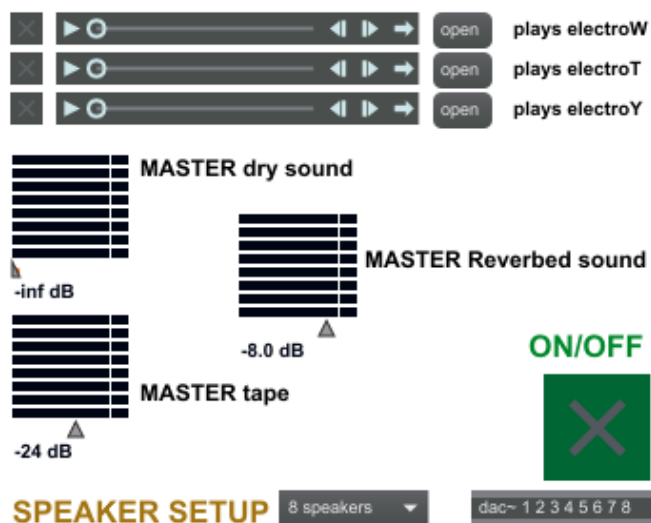 open plays electroW
open plays electroT
open plays electroY
MASTER dry sound
MASTER Reverbed sound
-inf dB
-8.0 dB
ON/OFF
MASTER tape
-24 dB
SPEAKER SETUP 8 speakers dac~ 1 2 3 4 5 6 7 8